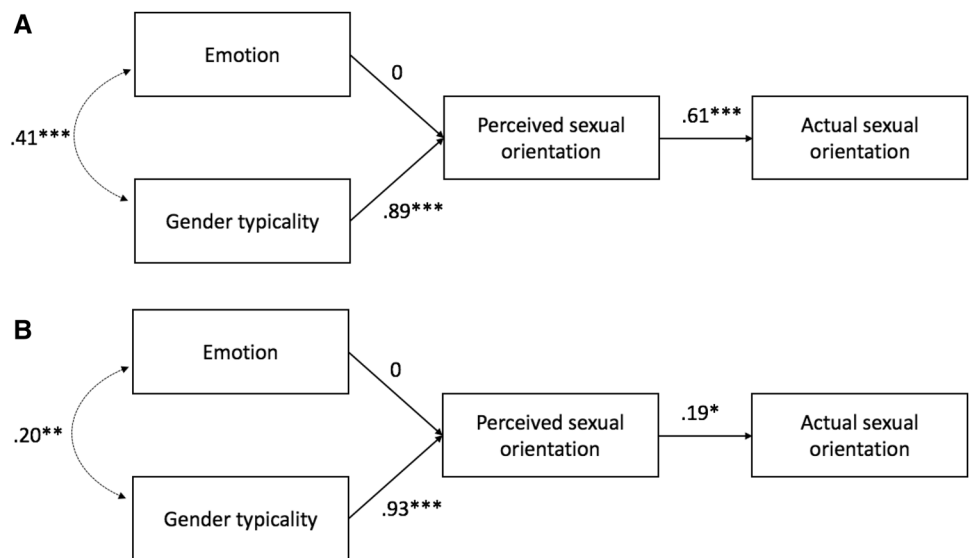 A
Emotion
0
.41***
Perceived sexual
orientation
.61***
Actual sexual
orientation
Gender typicality
.89***
B
Emotion
0
.20**
Perceived sexual
orientation
.19*
Actual sexual
orientation
Gender typicality
.93***